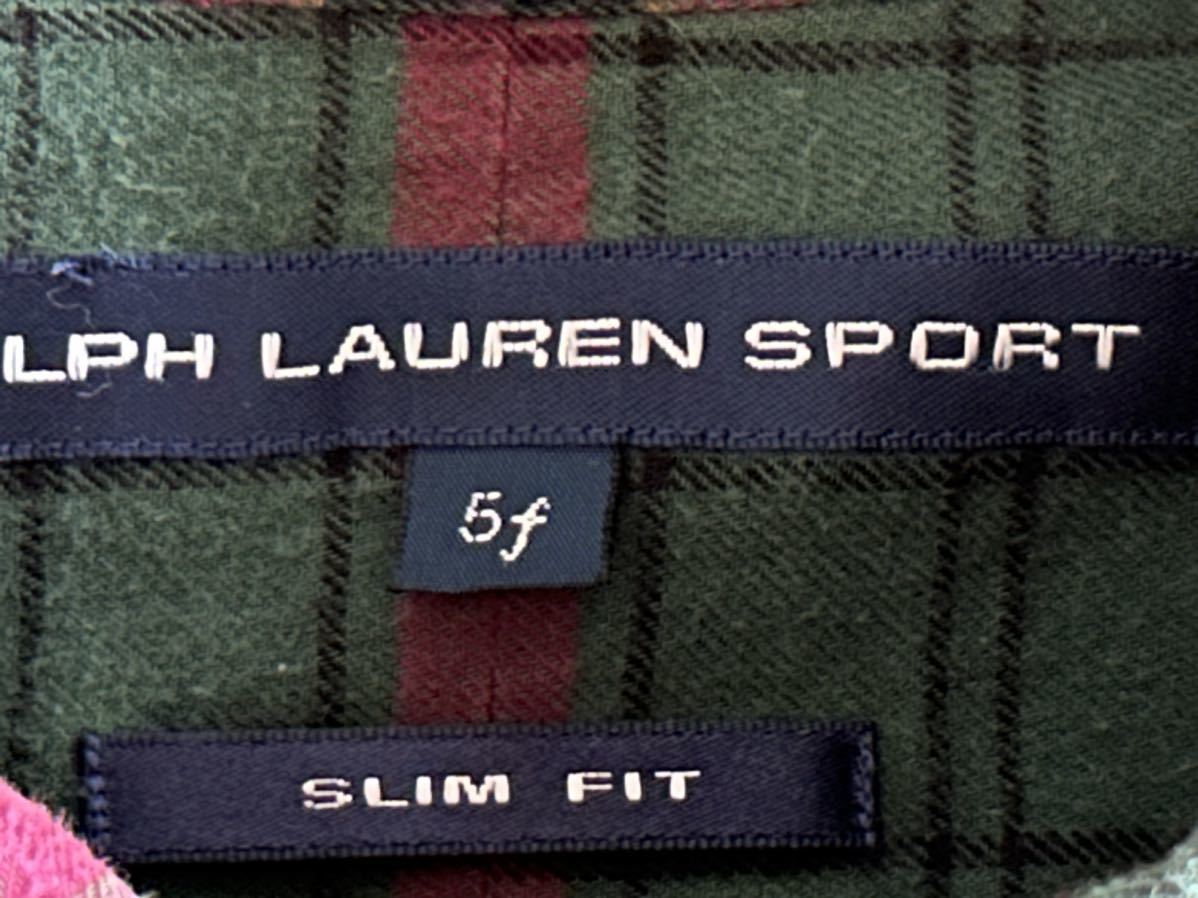 LPH LAUREN SPORT
5f
SLIM FIT